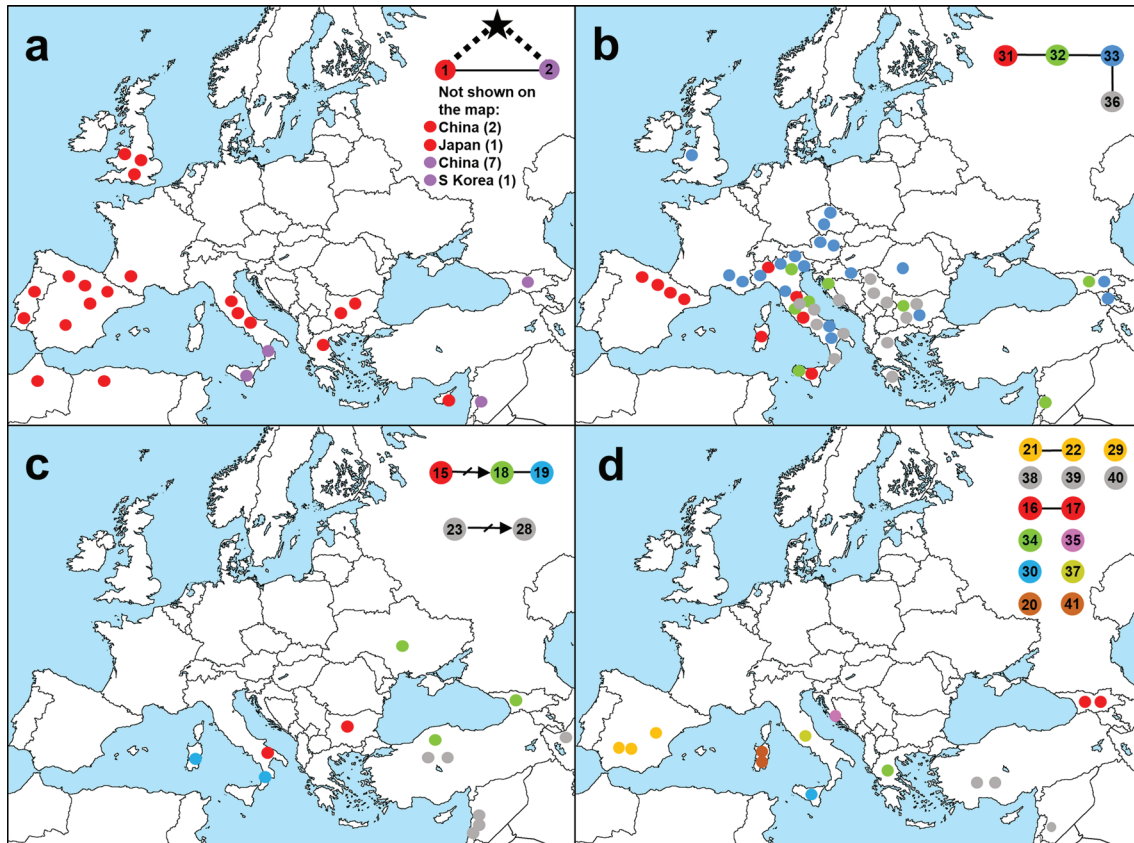 a
1 2
Not shown on
the map:
China (2)
Japan (1)
China (7)
S Korea (1)
b
31 32 33
36
c
15 18 19
23 28
d
21 22 29
38 39 40
16 17
34 35
30 37
20 41